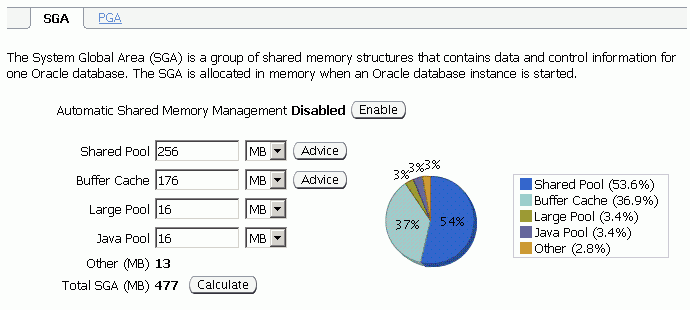 SGA PGA
The System Global Area (SGA) is a group of shared memory structures that contains data and control information for
one Oracle database. The SGA is allocated in memory when an Oracle database instance is started.
Automatic Shared Memory Management Disabled Enable
Shared Pool 256 MB Advice
Buffer Cache 176 MB Advice
Large Pool 16 MB
Java Pool 16 MB
Other (MB) 13
Total SGA (MB) 477 Calculate
3% 3% 3%
37% 54%
Shared Pool (53.6%)
Buffer Cache (36.9%)
Large Pool (3.4%)
Java Pool (3.4%)
Other (2.8%)